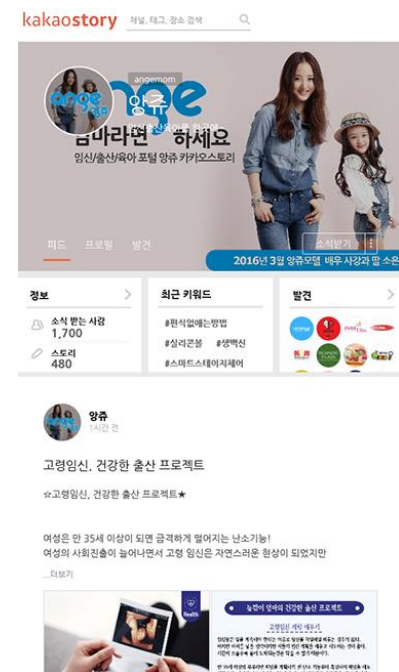 kakaostory
채널, 태그, 장소 검색
angemom
앙쥬
ange
엄마라면 하세요
임신/출산/육아 포털 앙쥬 카카오스토리
피드 프로필 발견
소식받기
2016년 3월 앙쥬모델 배우 사강과 딸 소은
정보
소식 받는 사람
1,700
스토리
480
최근 키워드
#편식없애는방법
#실리콘볼 #생백신
#스마트스테이지제어
발견
앙쥬
1시간 전
고령임신, 건강한 출산 프로젝트
☆고령임신, 건강한 출산 프로젝트★
여성은 만 35세 이상이 되면 급격하게 떨어지는 난소기능!
여성의 사회진출이 늘어나면서 고령 임신은 자연스러운 현상이 되었지만
...더보기
Health
늦깎이 엄마의 건강한 출산 프로젝트
고령임신 계획 세우기